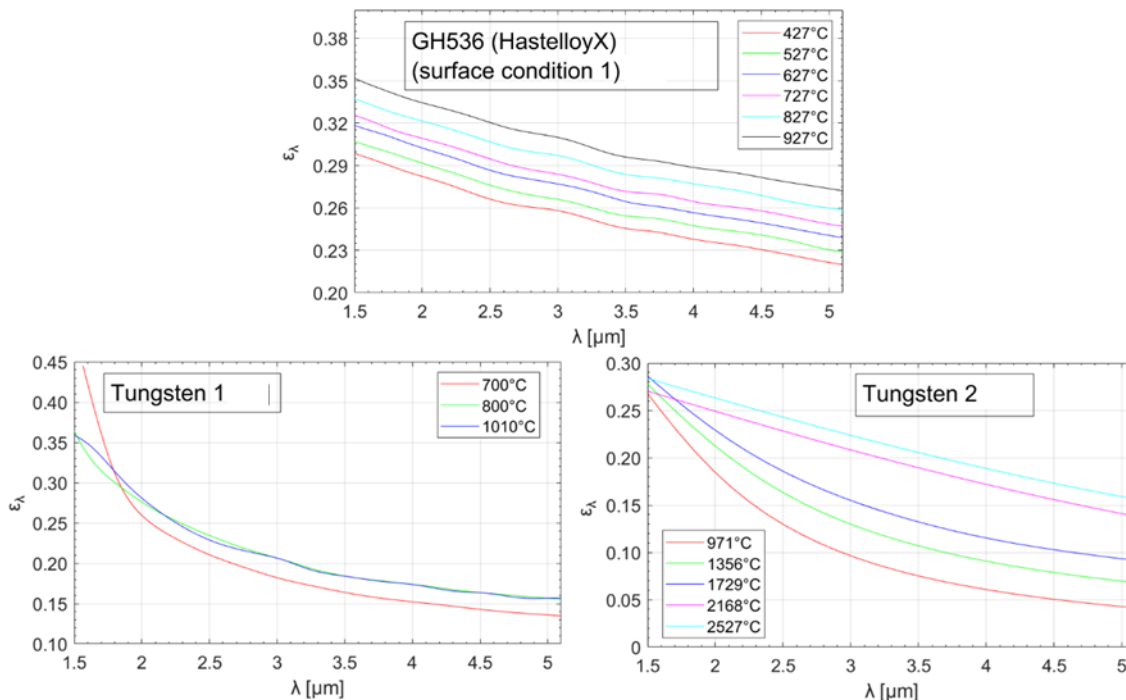 GH536 (HastelloyX)
(surface condition 1)
427°C
527°C
627°C
727°C
827°C
927°C
0.38
0.35
0.32
0.29
0.26
0.23
0.20
ελ
1.5
2
2.5
3
3.5
4
4.5
5
λ [µm]
Tungsten 1
700°C
800°C
1010°C
0.45
0.40
0.35
0.30
0.25
0.20
0.15
0.10
ελ
1.5
2
2.5
3
3.5
4
4.5
5
λ [µm]
Tungsten 2
971°C
1356°C
1729°C
2168°C
2527°C
0.30
0.25
0.20
0.15
0.10
0.05
0
ελ
1.5
2
2.5
3
3.5
4
4.5
5
λ [µm]